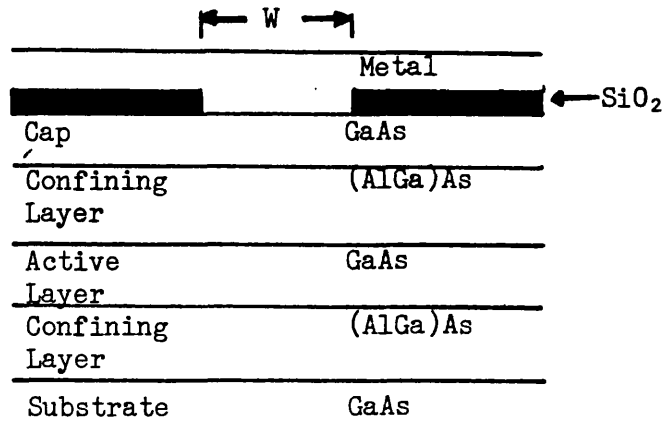 W
Metal
SiO₂
Cap GaAs
Confining (AlGa)As
Layer
Active GaAs
Layer
Confining (AlGa)As
Layer
Substrate GaAs